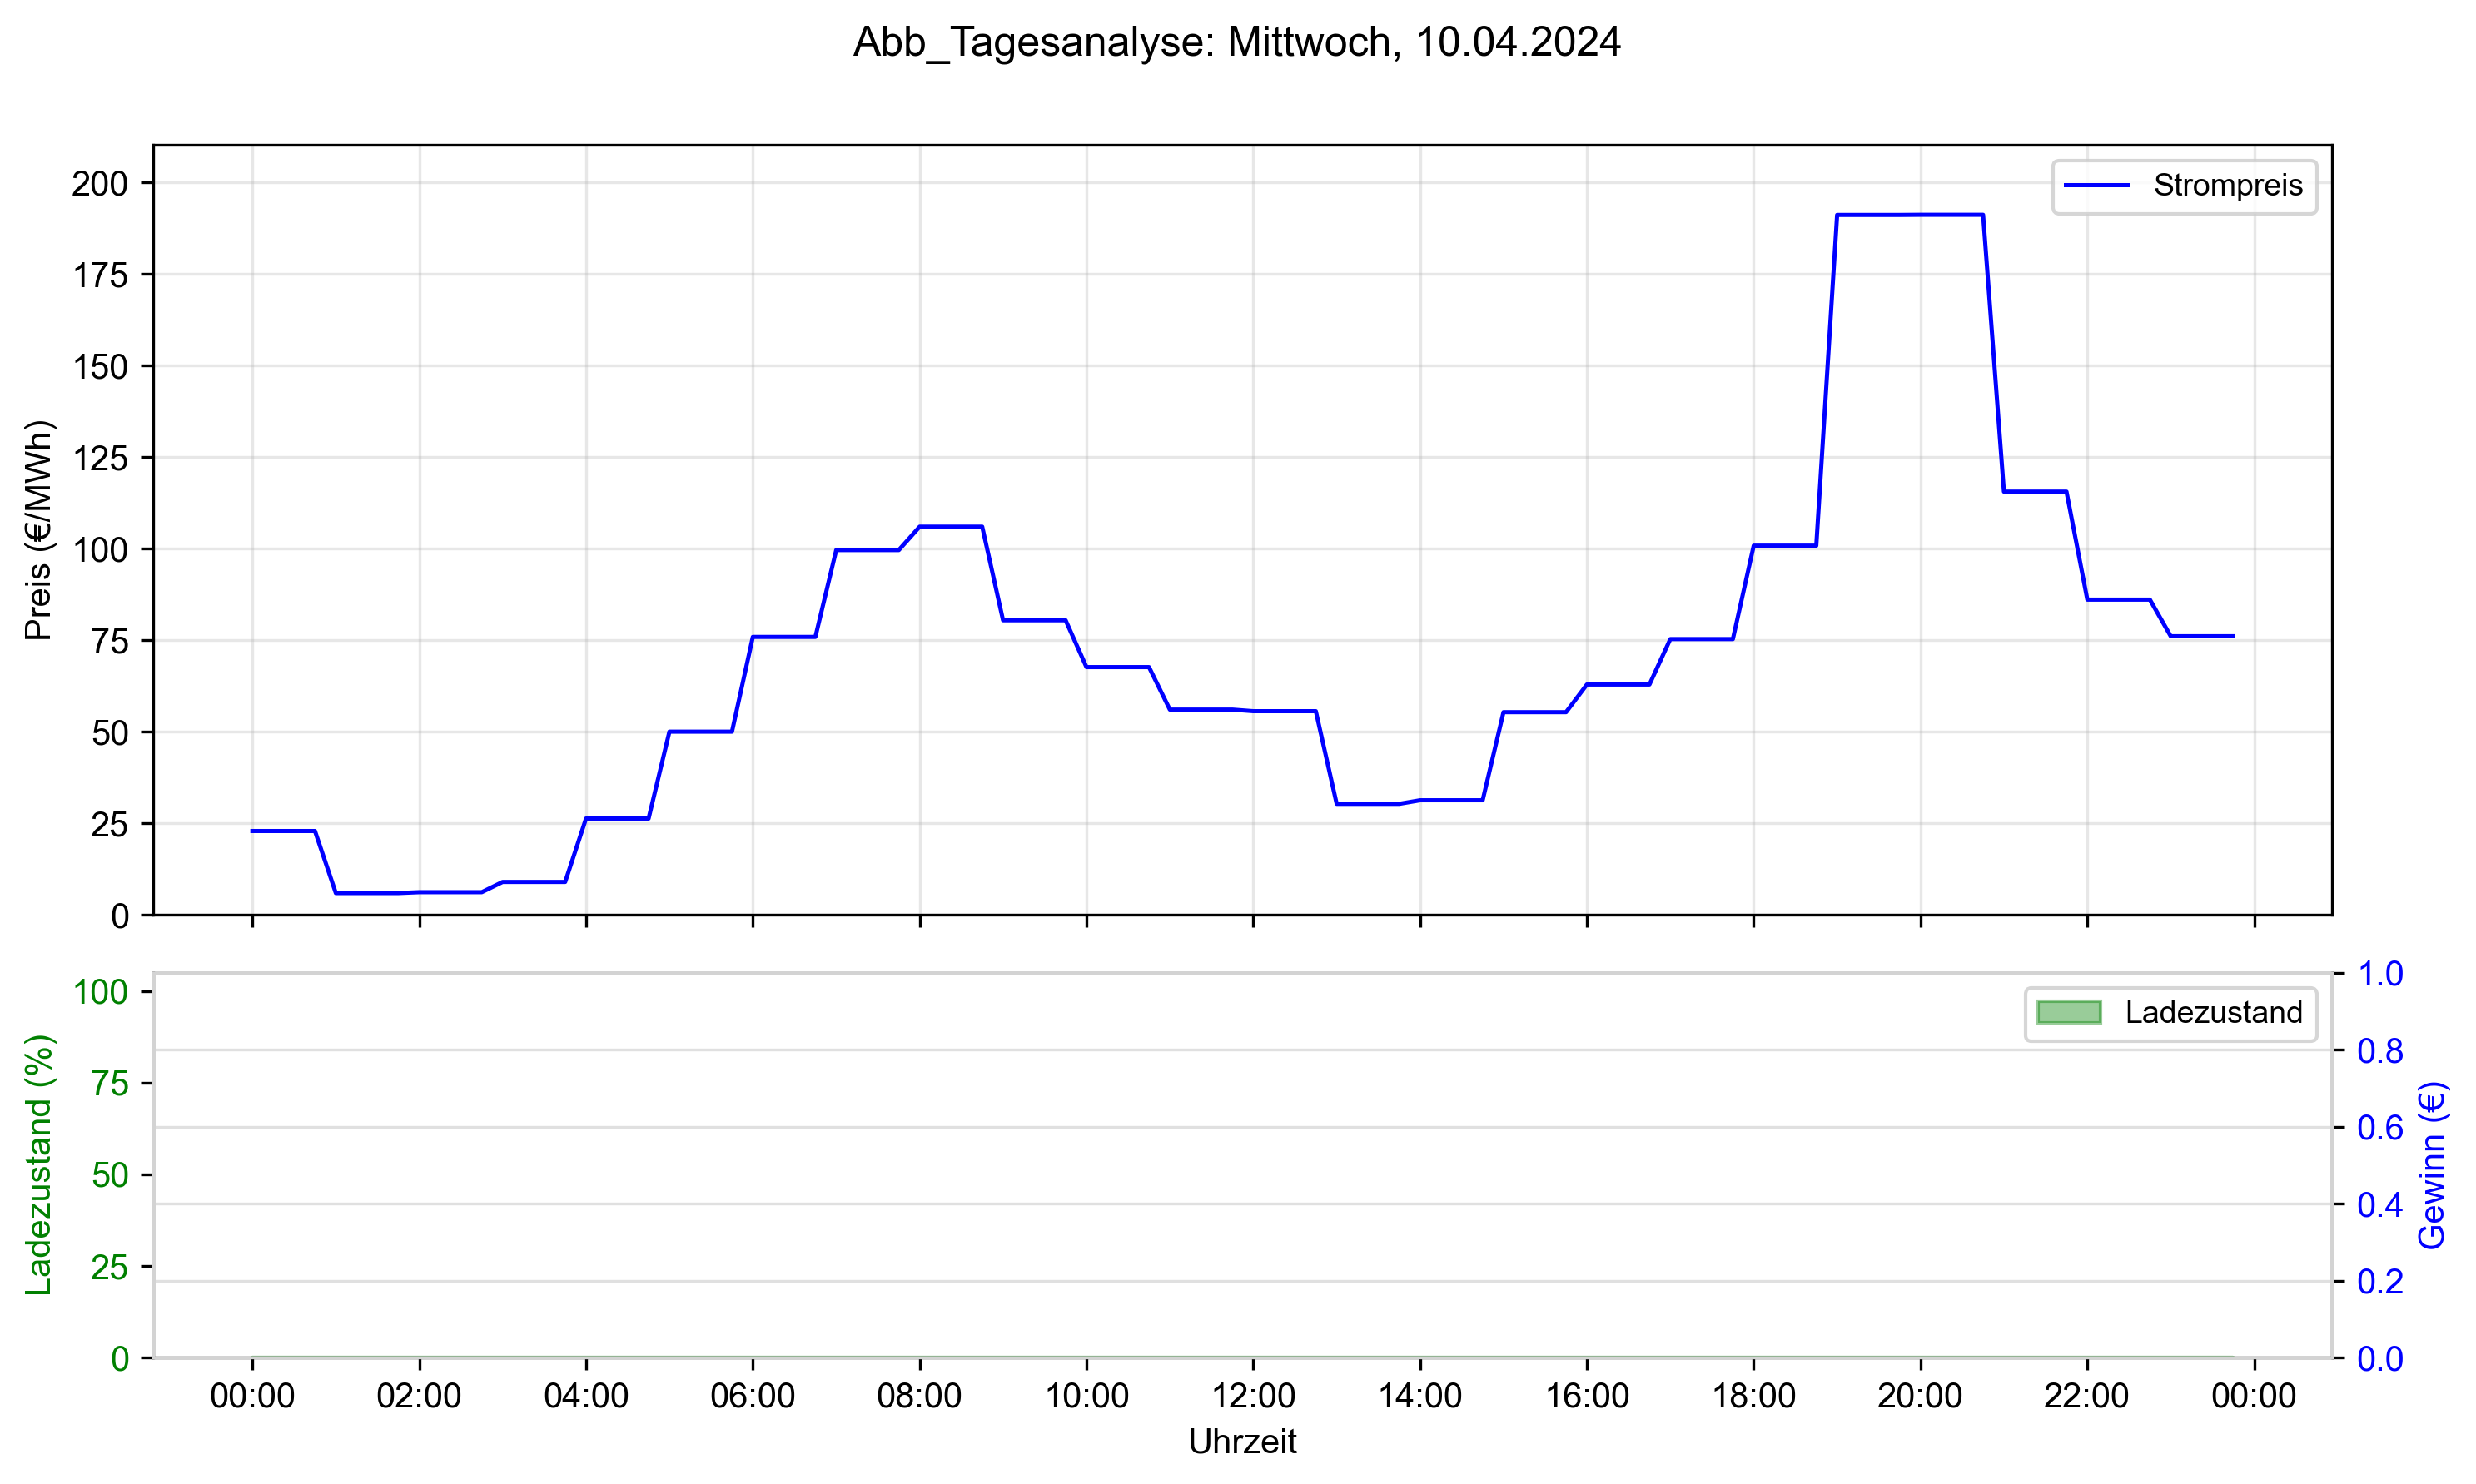 Abb_Tagesanalyse: Mittwoch, 10.04.2024
Preis (€/MWh)
200
175
150
125
100
75
50
25
0
Strompreis
Ladezustand (%)
100
75
50
25
0
Ladezustand
1.0
0.8
0.6
0.4
0.2
0.0
Gewinn (€)
00:00 02:00 04:00 06:00 08:00 10:00 12:00 14:00 16:00 18:00 20:00 22:00 00:00
Uhrzeit